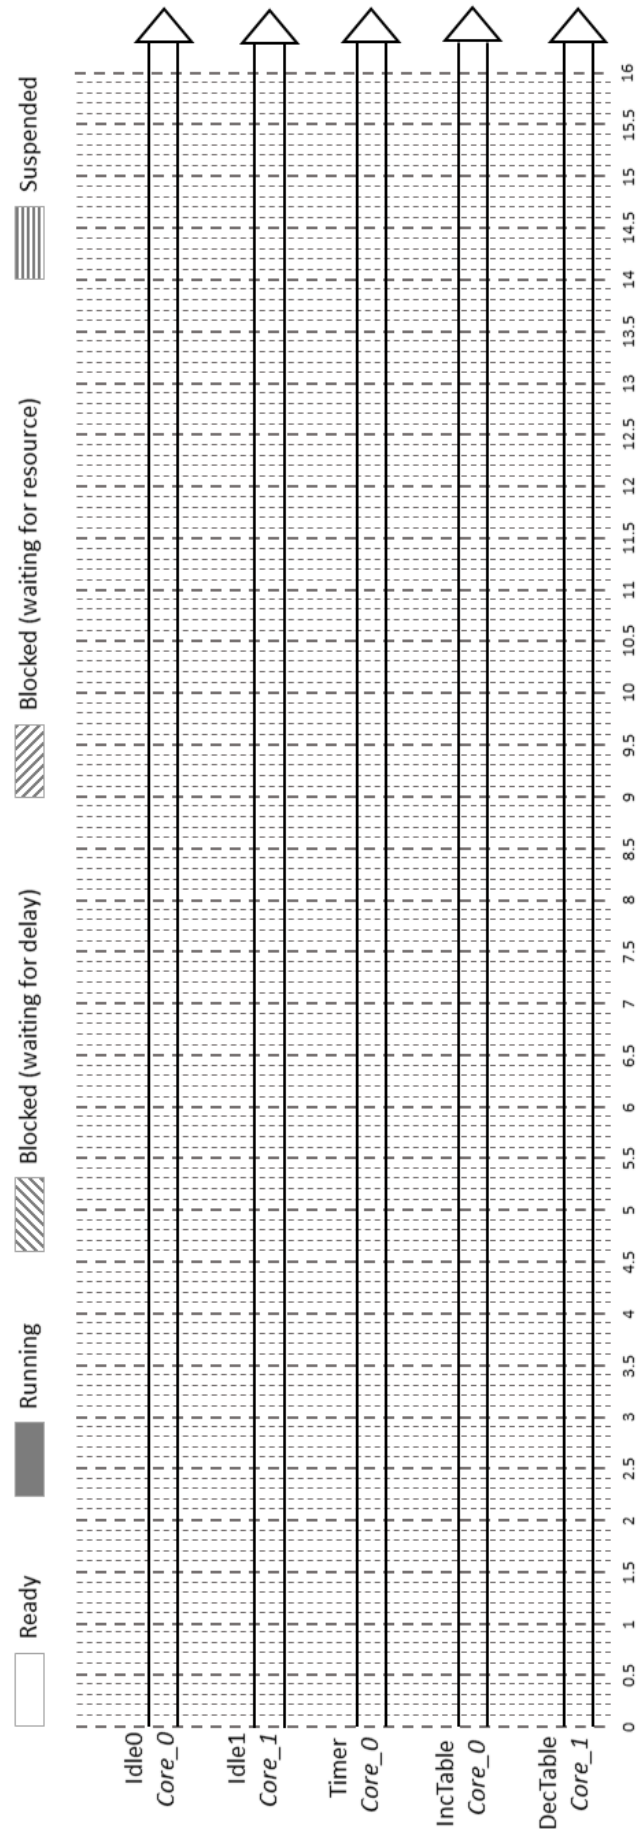 Ready Running Blocked (waiting for delay) Blocked (waiting for resource) Suspended
Idle0
Core_0
Idle1
Core_1
Timer
Core_0
IncTable
Core_0
DecTable
Core_1
0 0.5 1 1.5 2 2.5 3 3.5 4 4.5 5 5.5 6 6.5 7 7.5 8 8.5 9 9.5 10 10.5 11 11.5 12 12.5 13 13.5 14 14.5 15 15.5 16